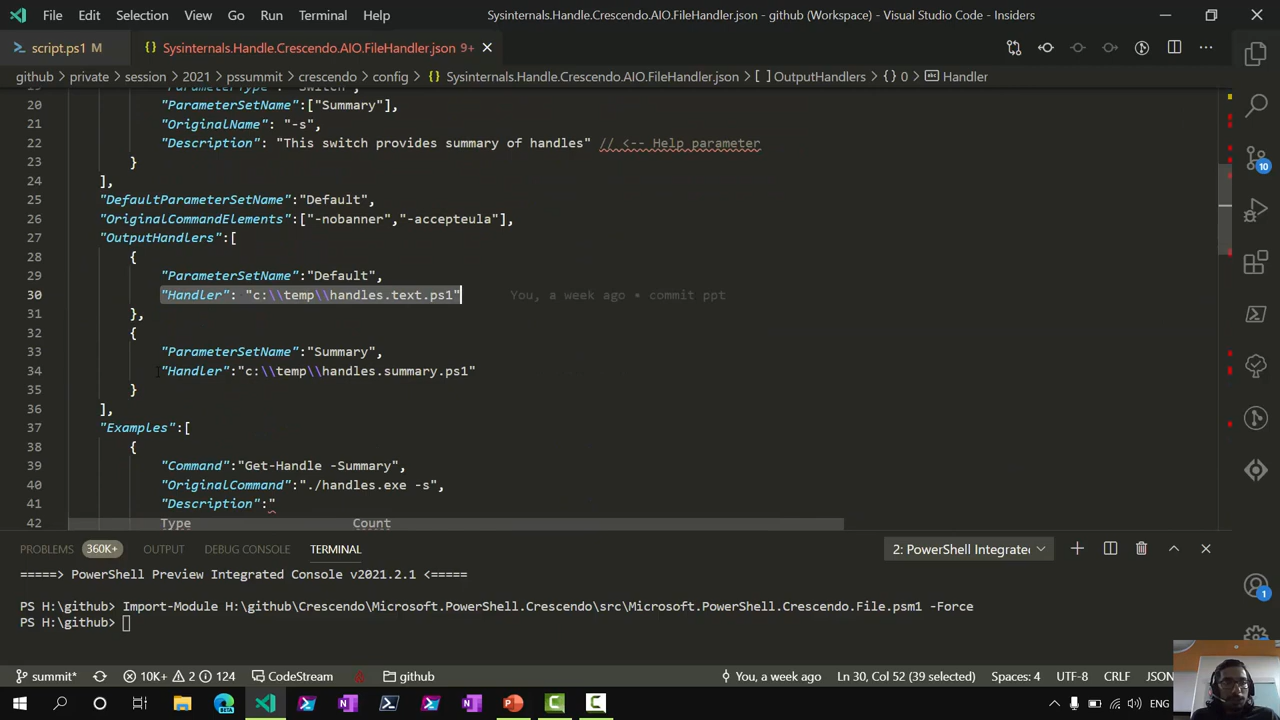 File Edit Selection View Go Run Terminal Help Sysinternals.Handle.Crescendo.AIO.FileHandler.json - github (Workspace) - Visual Studio Code - Insiders
script.ps1 M {} Sysinternals.Handle.Crescendo.AIO.FileHandler.json 9+
github > private > session > 2021 > pssummit > crescendo > config > {} Sysinternals.Handle.Crescendo.AIO.FileHandler.json > [ ] OutputHandlers > {} 0 > Handler
19 "ParameterType": "Switch",
20 "ParameterSetName":["Summary"],
21 "OriginalName": "-s",
22 "Description": "This switch provides summary of handles" // <-- Help parameter
23 }
24 ],
25 "DefaultParameterSetName":"Default",
26 "OriginalCommandElements":["-nobanner","-accepteula"],
27 "OutputHandlers":[
28 {
29 "ParameterSetName":"Default",
30 "Handler": "c:\\temp\\handles.text.ps1" You, a week ago • commit ppt
31 },
32 {
33 "ParameterSetName":"Summary",
34 "Handler":"c:\\temp\\handles.summary.ps1"
35 }
36 ],
37 "Examples":[
38 {
39 "Command":"Get-Handle -Summary",
40 "OriginalCommand":"./handles.exe -s",
41 "Description":"
42 Type Count
10
PROBLEMS 360K+ OUTPUT DEBUG CONSOLE TERMINAL 2: PowerShell Integrate
=====> PowerShell Preview Integrated Console v2021.2.1 <=====
PS H:\github> Import-Module H:\github\Crescendo\Microsoft.PowerShell.Crescendo\src\Microsoft.PowerShell.Crescendo.File.psm1 -Force
PS H:\github>
1
summit* 10K+ 2 124 CodeStream github You, a week ago Ln 30, Col 52 (39 selected) Spaces: 4 UTF-8 CRLF
ENG